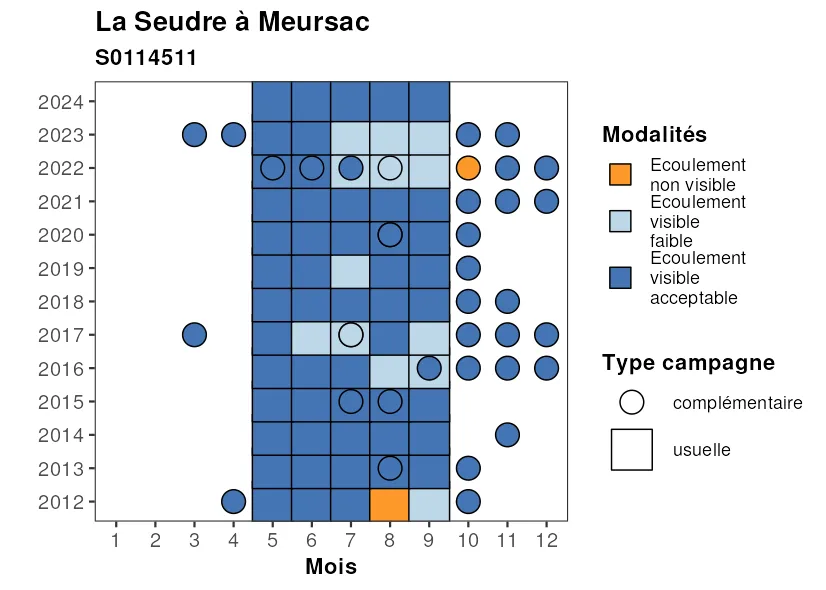 La Seudre à Meursac
S0114511
2024
2023
2022
2021
2020
2019
2018
2017
2016
2015
2014
2013
2012
1 2 3 4 5 6 7 8 9 10 11 12
Mois
Modalités
Ecoulement
non visible
Ecoulement
visible
faible
Ecoulement
visible
acceptable
Type campagne
complémentaire
usuelle